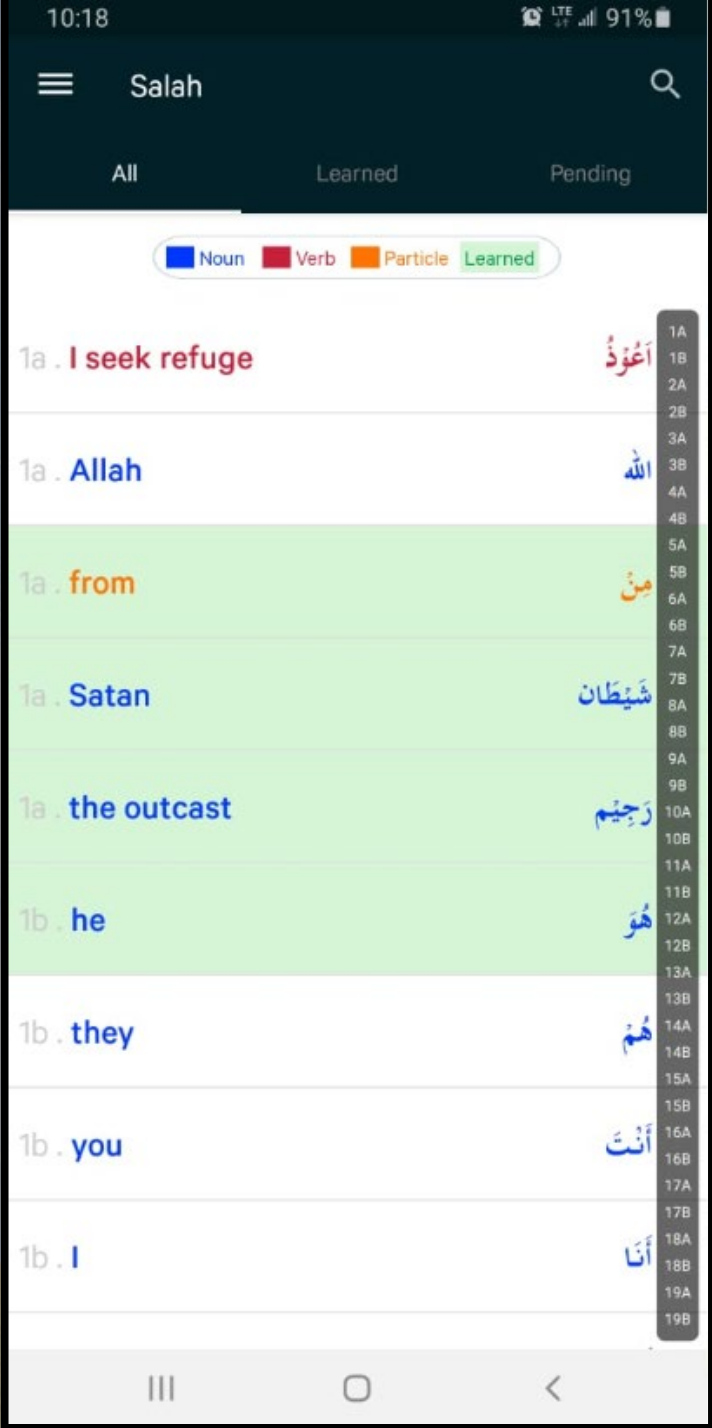 10:18 LTE 91%
Salah
All Learned Pending
Noun Verb Particle Learned
1a . I seek refuge اَعُوْذُ
1a . Allah اللّٰه
1a . from مِنْ
1a . Satan شَيْطَان
1a . the outcast رَجِيْم
1b . he هُوَ
1b . they هُمْ
1b . you أَنْتَ
1b . I أَنَا
1A
1B
2A
2B
3A
3B
4A
4B
5A
5B
6A
6B
7A
7B
8A
8B
9A
9B
10A
10B
11A
11B
12A
12B
13A
13B
14A
14B
15A
15B
16A
16B
17A
17B
18A
18B
19A
19B